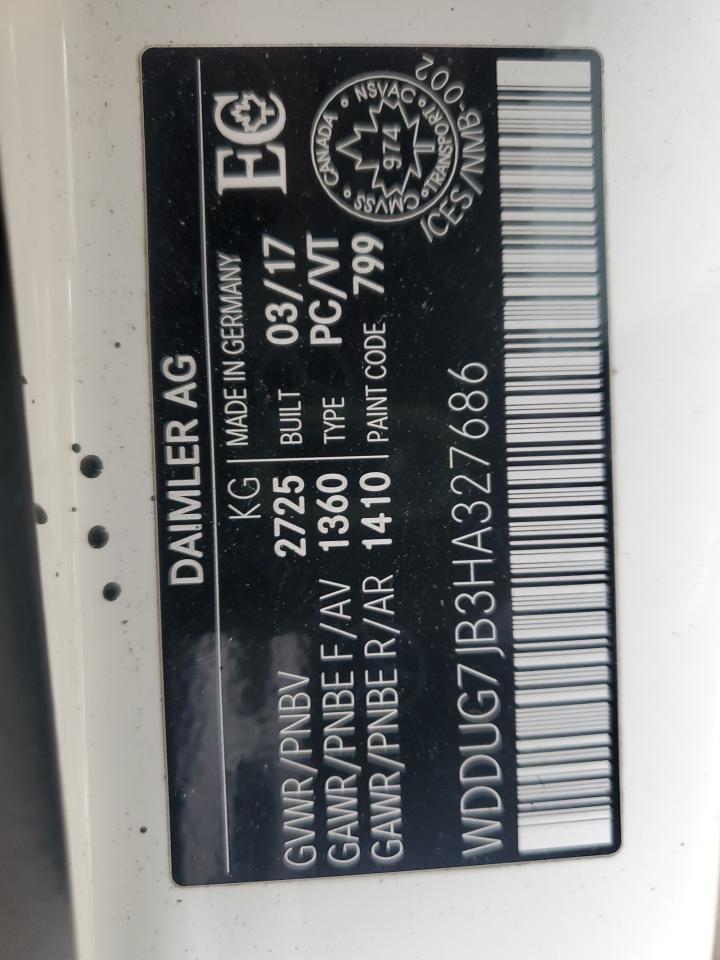 DAIMLER AG
KG MADE IN GERMANY
GVWR/PNBV 2725 BUILT 03/17
GAWR/PNBE F/AV 1360 TYPE PC/VT
GAWR/PNBE R/AR 1410 PAINT CODE 799
EC
CANADA • NSVAC • TRANSPORT • CMVSS •
974
ICES/NMB-002
WDDUG7JB3HA327686